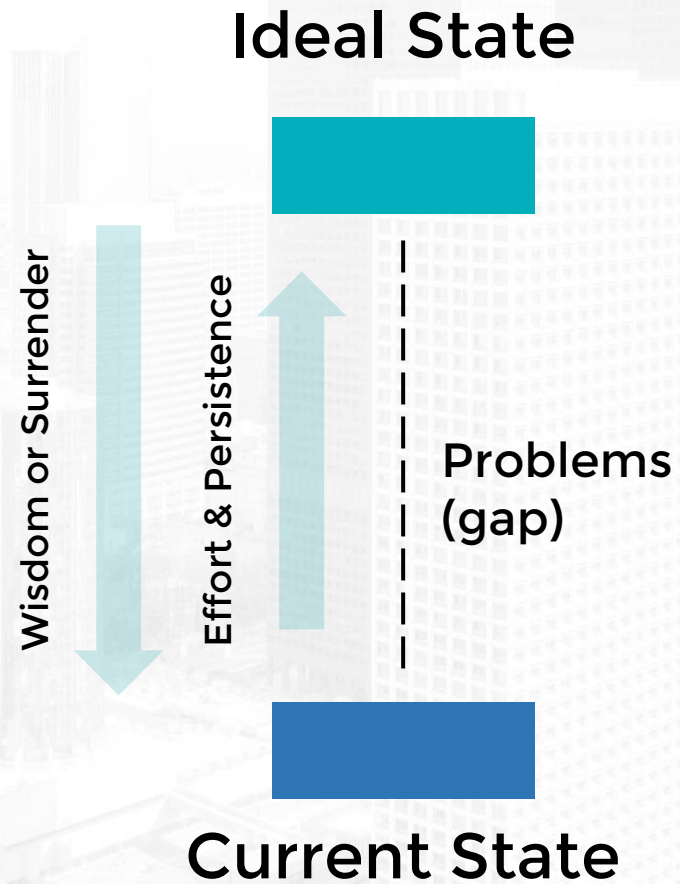 Ideal State
Wisdom or Surrender
Effort & Persistence
Problems
(gap)
Current State